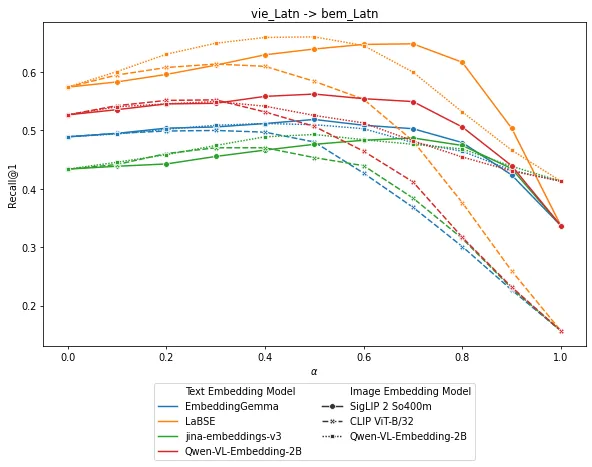 vie_Latn -> bem_Latn
Recall@1
0.6
0.5
0.4
0.3
0.2
0.0 0.2 0.4 0.6 0.8 1.0
α
Text Embedding Model Image Embedding Model
EmbeddingGemma SigLIP 2 So400m
LaBSE CLIP ViT-B/32
jina-embeddings-v3 Qwen-VL-Embedding-2B
Qwen-VL-Embedding-2B